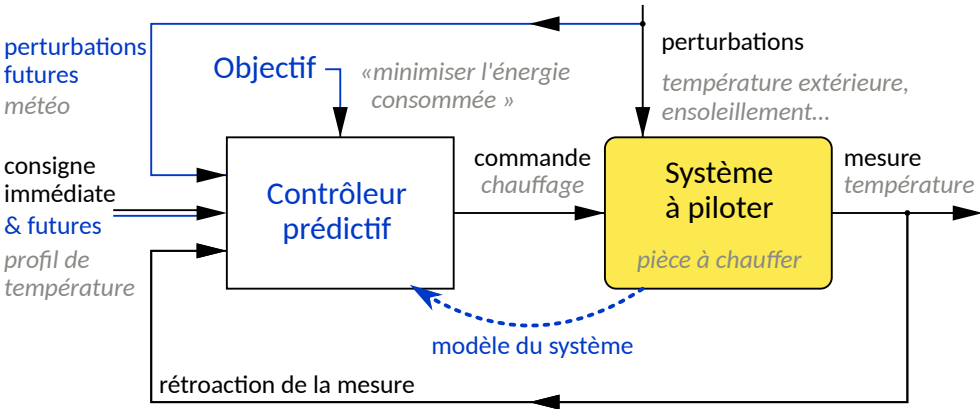 perturbations
futures
météo
Objectif
«minimiser l'énergie
consommée »
perturbations
température extérieure,
ensoleillement...
consigne
immédiate
& futures
profil de
température
Contrôleur
prédictif
commande
chauffage
Système
à piloter
pièce à chauffer
mesure
température
modèle du système
rétroaction de la mesure